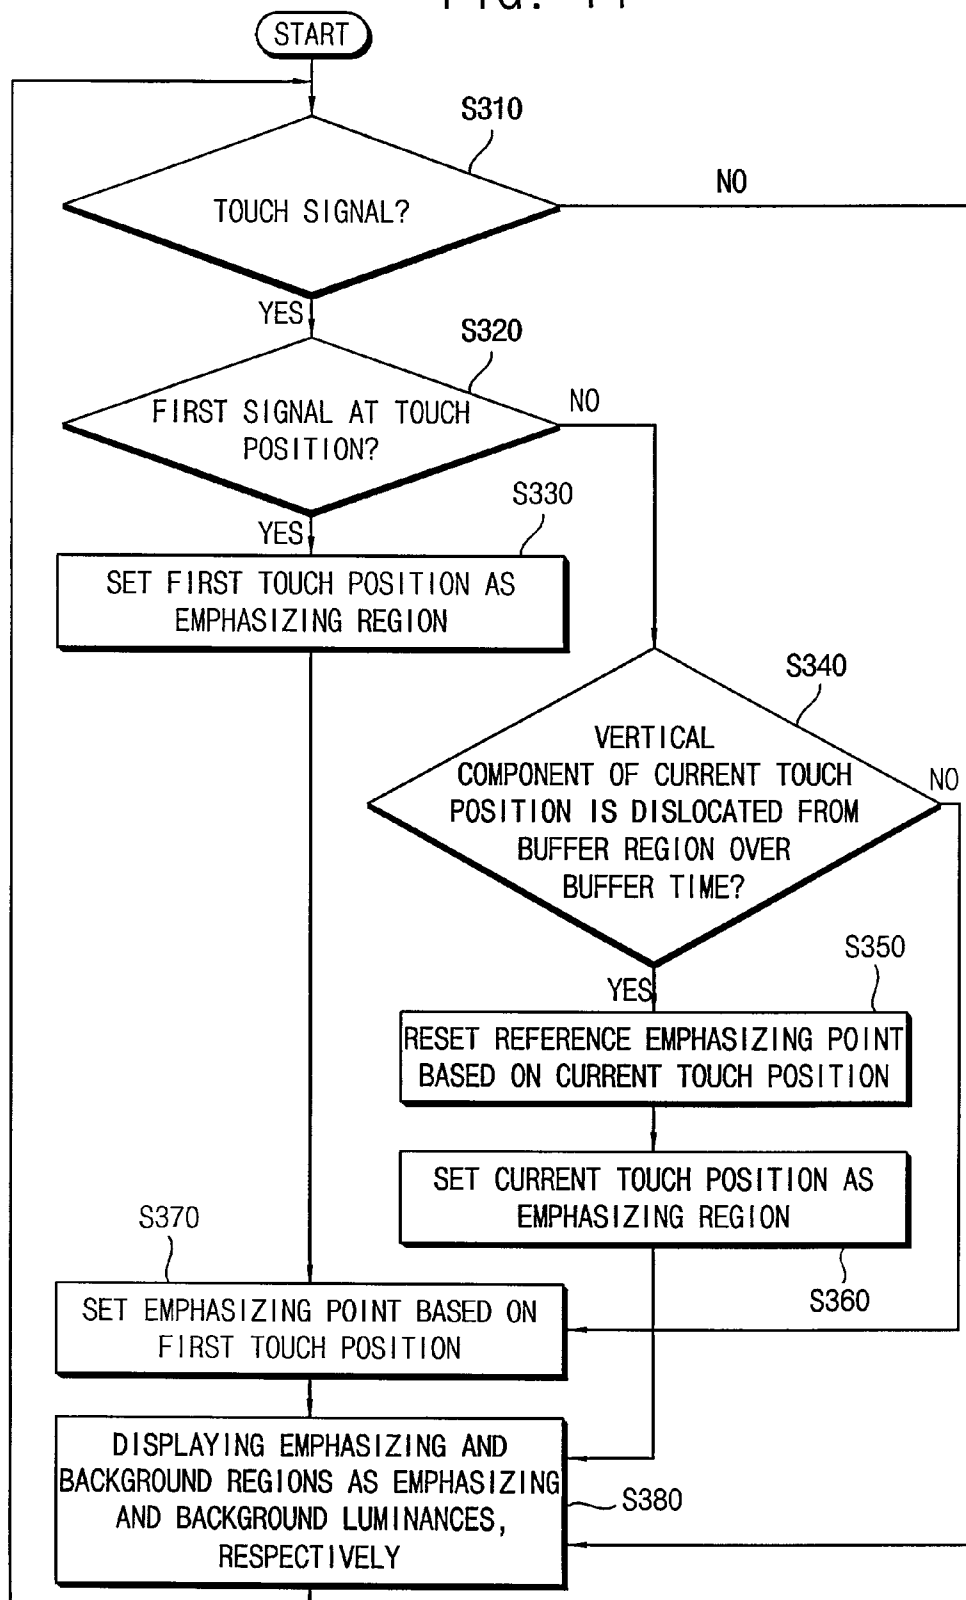 START
S310
TOUCH SIGNAL?
NO
YES
S320
FIRST SIGNAL AT TOUCH
POSITION?
NO
YES
S330
SET FIRST TOUCH POSITION AS
EMPHASIZING REGION
S340
VERTICAL
COMPONENT OF CURRENT TOUCH
POSITION IS DISLOCATED FROM
BUFFER REGION OVER
BUFFER TIME?
NO
YES
S350
RESET REFERENCE EMPHASIZING POINT
BASED ON CURRENT TOUCH POSITION
SET CURRENT TOUCH POSITION AS
EMPHASIZING REGION
S360
S370
SET EMPHASIZING POINT BASED ON
FIRST TOUCH POSITION
DISPLAYING EMPHASIZING AND
BACKGROUND REGIONS AS EMPHASIZING
AND BACKGROUND LUMINANCES,
RESPECTIVELY
S380